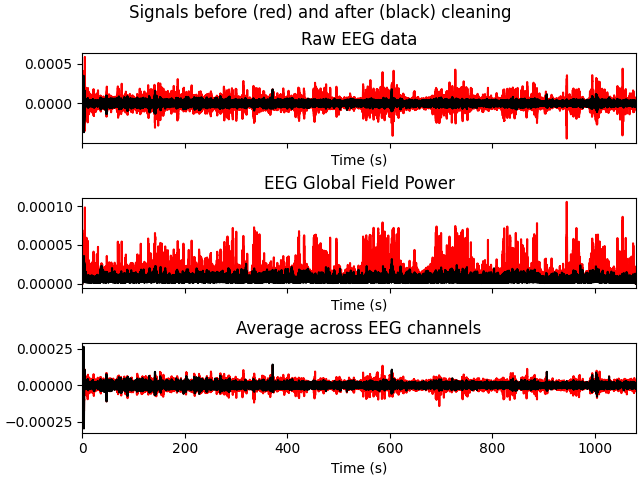 Signals before (red) and after (black) cleaning
Raw EEG data
0.0005
0.0000
Time (s)
EEG Global Field Power
0.00010
0.00005
0.00000
Time (s)
Average across EEG channels
0.00025
0.00000
−0.00025
0 200 400 600 800 1000
Time (s)